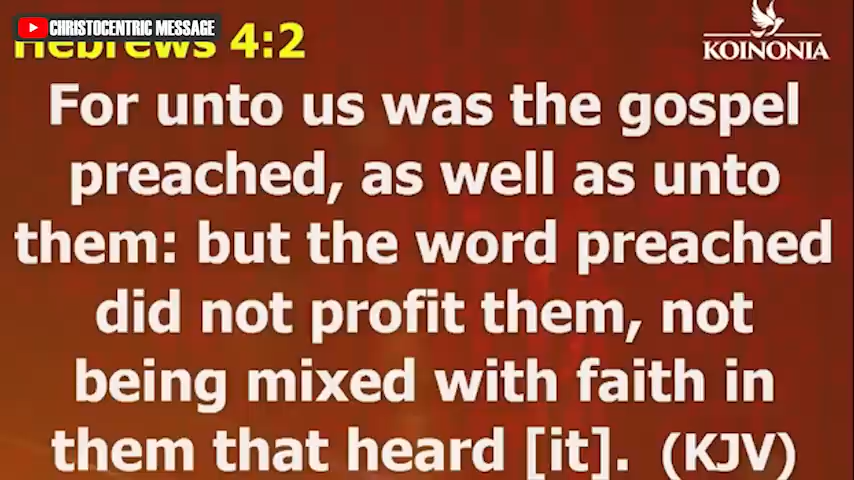 CHRISTOCENTRIC MESSAGE
Hebrews 4:2
KOINONIA
For unto us was the gospel
preached, as well as unto
them: but the word preached
did not profit them, not
being mixed with faith in
them that heard [it]. (KJV)